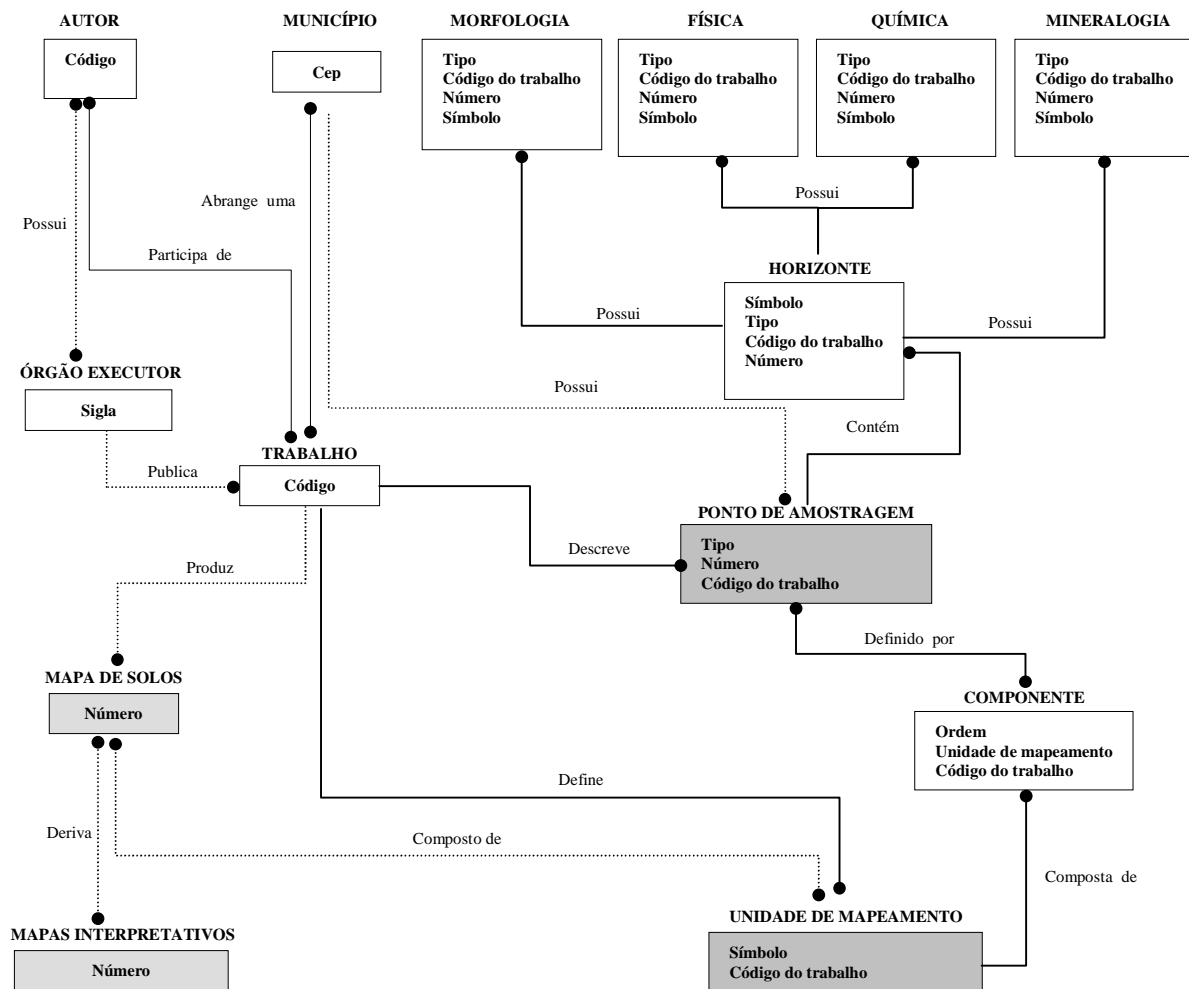 AUTOR
MUNICÍPIO
MORFOLOGIA
FÍSICA
QUÍMICA
MINERALOGIA
Código
Cep
Tipo
Código do trabalho
Número
Símbolo
Tipo
Código do trabalho
Número
Símbolo
Tipo
Código do trabalho
Número
Símbolo
Tipo
Código do trabalho
Número
Símbolo
Possui
Abrange uma
Possui
Participa de
HORIZONTE
Símbolo
Tipo
Código do trabalho
Número
Possui
Possui
ÓRGÃO EXECUTOR
Sigla
Possui
Contém
Publica
TRABALHO
Código
PONTO DE AMOSTRAGEM
Tipo
Número
Código do trabalho
Descreve
Produz
Definido por
MAPA DE SOLOS
Número
COMPONENTE
Ordem
Unidade de mapeamento
Código do trabalho
Define
Deriva
Composto de
Composta de
MAPAS INTERPRETATIVOS
Número
UNIDADE DE MAPEAMENTO
Símbolo
Código do trabalho